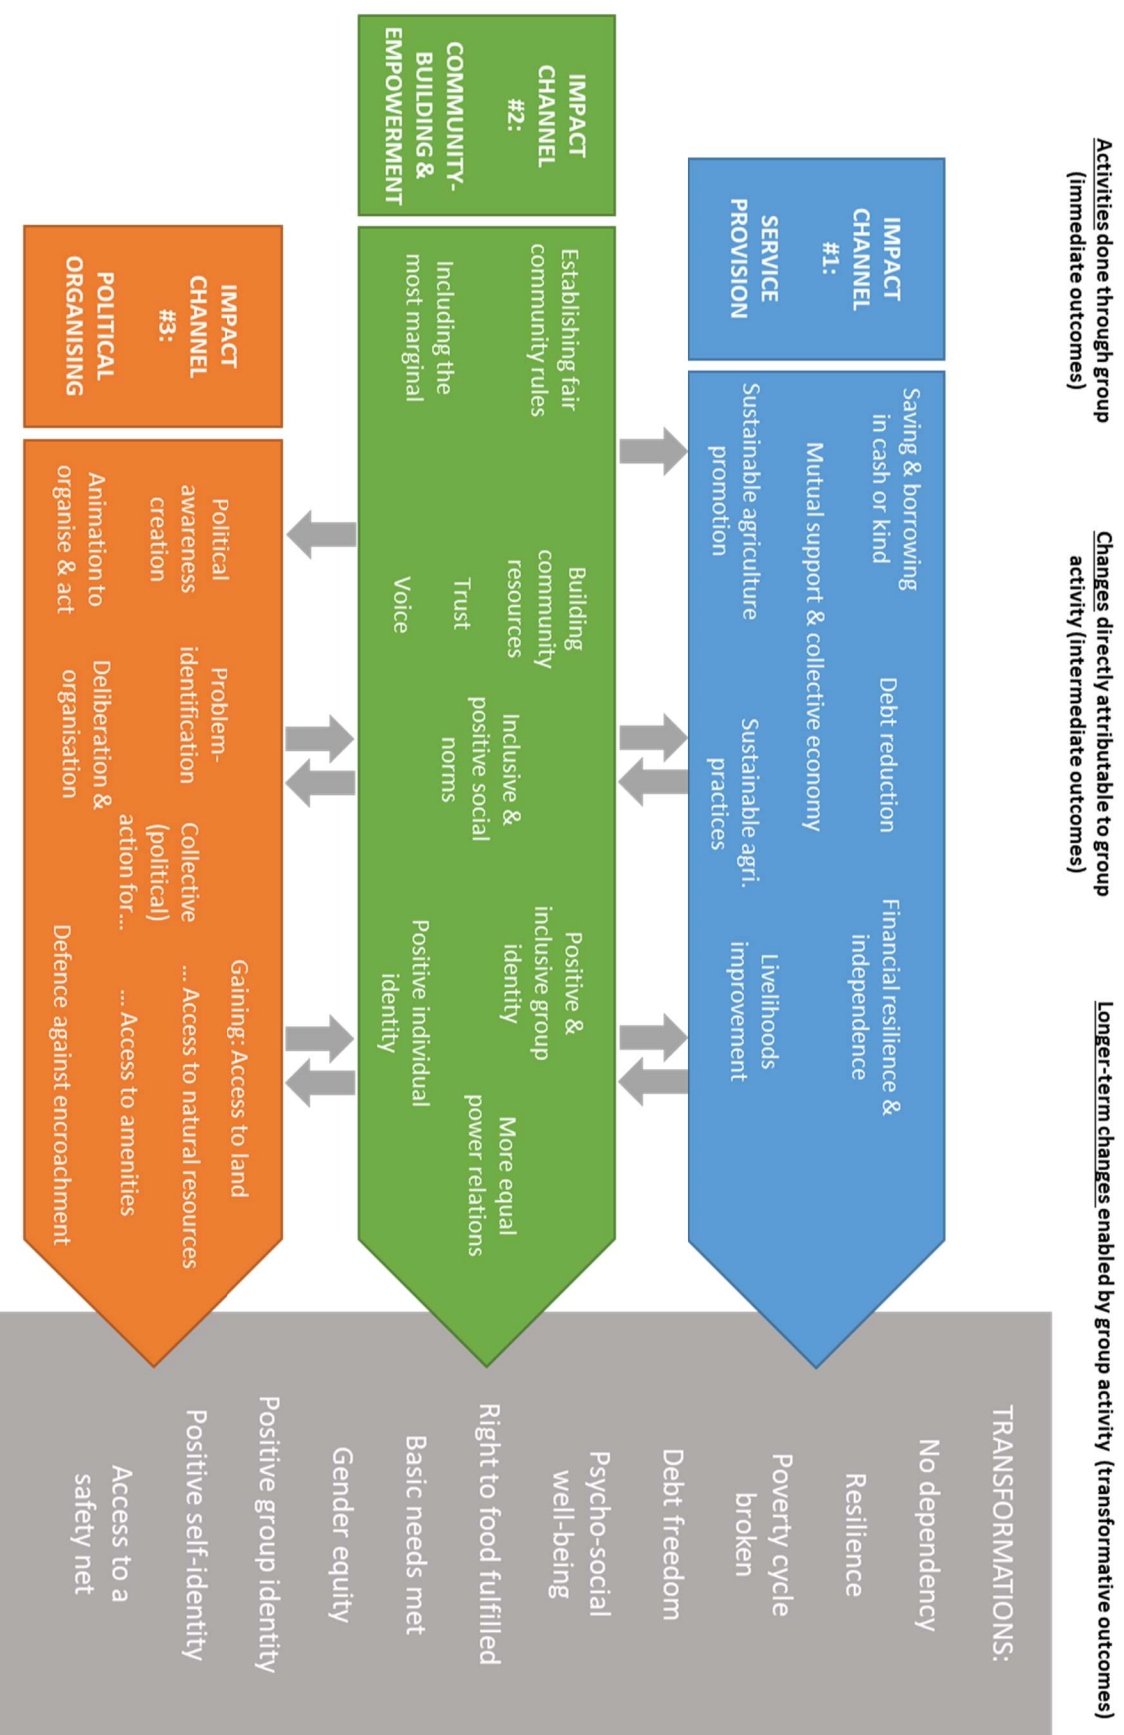 Activities done through group
(immediate outcomes)
Changes directly attributable to group
activity (intermediate outcomes)
Longer-term changes enabled by group activity (transformative outcomes)
IMPACT
CHANNEL
#1:
SERVICE
PROVISION
Saving & borrowing
in cash or kind
Debt reduction
Financial resilience &
independence
Mutual support & collective economy
Sustainable agriculture
promotion
Sustainable agri.
practices
Livelihoods
improvement
IMPACT
CHANNEL
#2:
COMMUNITY-
BUILDING &
EMPOWERMENT
Establishing fair
community rules
Including the
most marginal
Building
community
resources
Trust
Voice
Inclusive &
positive social
norms
Positive &
inclusive group
identity
Positive individual
identity
More equal
power relations
IMPACT
CHANNEL
#3:
POLITICAL
ORGANISING
Political
awareness
creation
Animation to
organise & act
Problem-
identification
Deliberation &
organisation
Collective
(political)
action for...
Gaining: Access to land
... Access to natural resources
.... Access to amenities
Defence against encroachment
TRANSFORMATIONS:
No dependency
Resilience
Poverty cycle
broken
Debt freedom
Psycho-social
well-being
Right to food fulfilled
Basic needs met
Gender equity
Positive group identity
Positive self-identity
Access to a
safety net